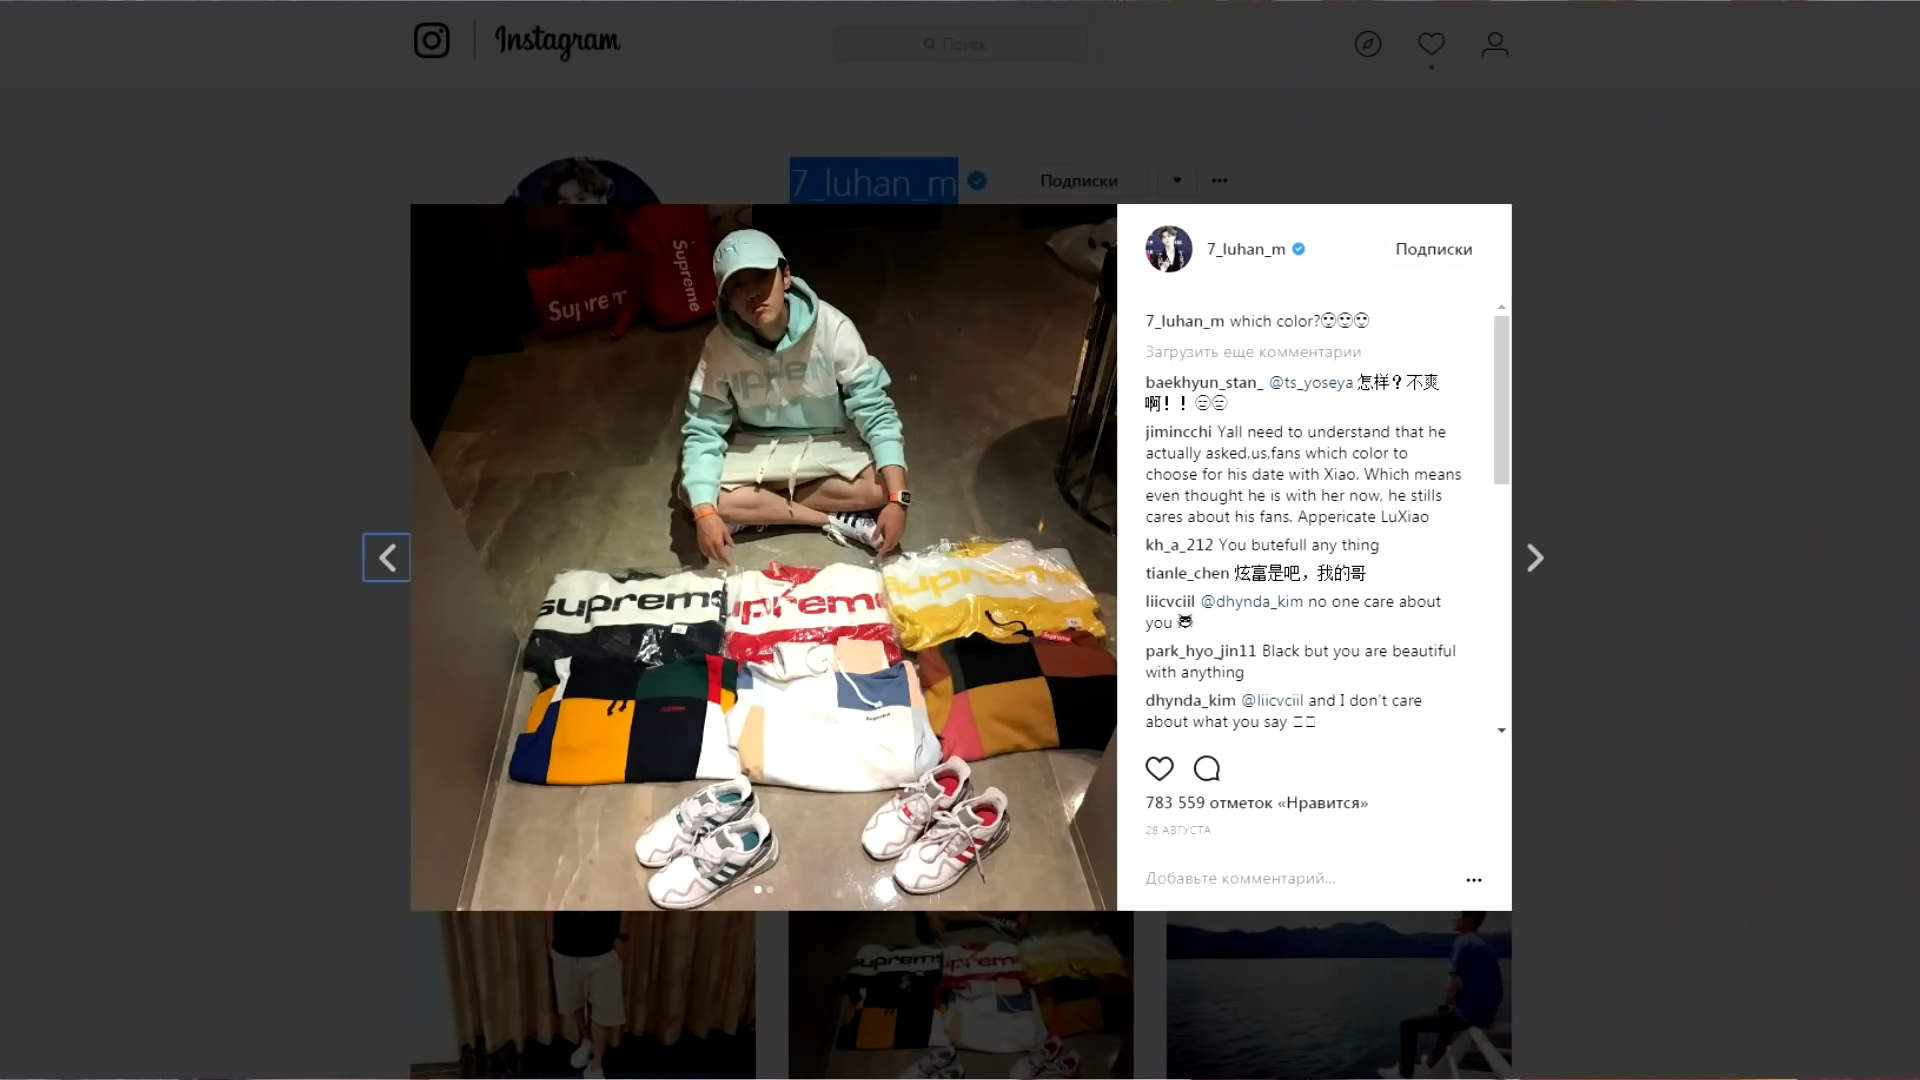 Instagram
Поиск
7_luhan_m
Подписки
7_luhan_m
Подписки
Supreme
Supreme
7_luhan_m which color?
Загрузить еще комментарии
baekhyun_stan_ @ts_yoseya 怎样？不爽
啊！！
jimincchi Yall need to understand that he
actually asked,us,fans which color to
choose for his date with Xiao. Which means
even thought he is with her now, he stills
cares about his fans. Appericate LuXiao
kh_a_212 You butefull any thing
tianle_chen 炫富是吧，我的哥
liicvciil @dhynda_kim no one care about
you
park_hyo_jin11 Black but you are beautiful
with anything
dhynda_kim @liicvciil and I don't care
about what you say
supreme
supreme
supreme
783 559 отметок «Нравится»
28 АВГУСТА
Добавьте комментарий...